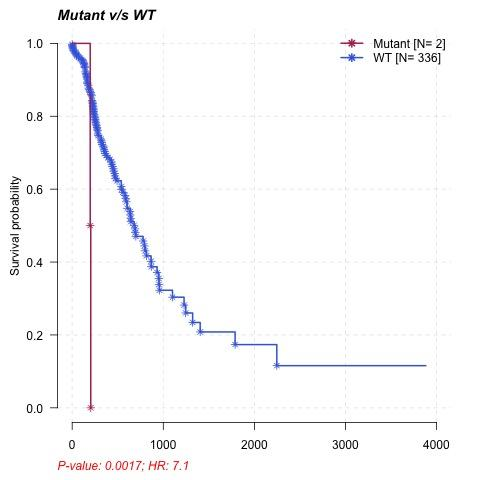 Mutant v/s WT
Mutant [N= 2]
WT [N= 336]
Survival probability
1.0
0.8
0.6
0.4
0.2
0.0
0 1000 2000 3000 4000
P-value: 0.0017; HR: 7.1